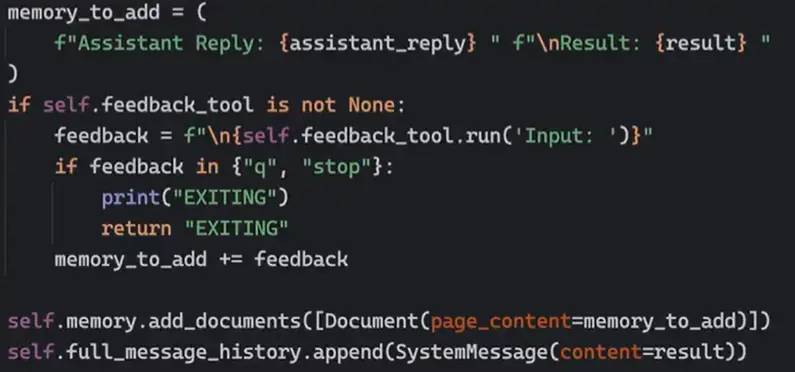 memory_to_add = (
    f"Assistant Reply: {assistant_reply} " f"\nResult: {result} "
)
if self.feedback_tool is not None:
    feedback = f"\n{self.feedback_tool.run('Input: ')}"
    if feedback in {"q", "stop"}:
        print("EXITING")
        return "EXITING"
    memory_to_add += feedback

self.memory.add_documents([Document(page_content=memory_to_add)])
self.full_message_history.append(SystemMessage(content=result))